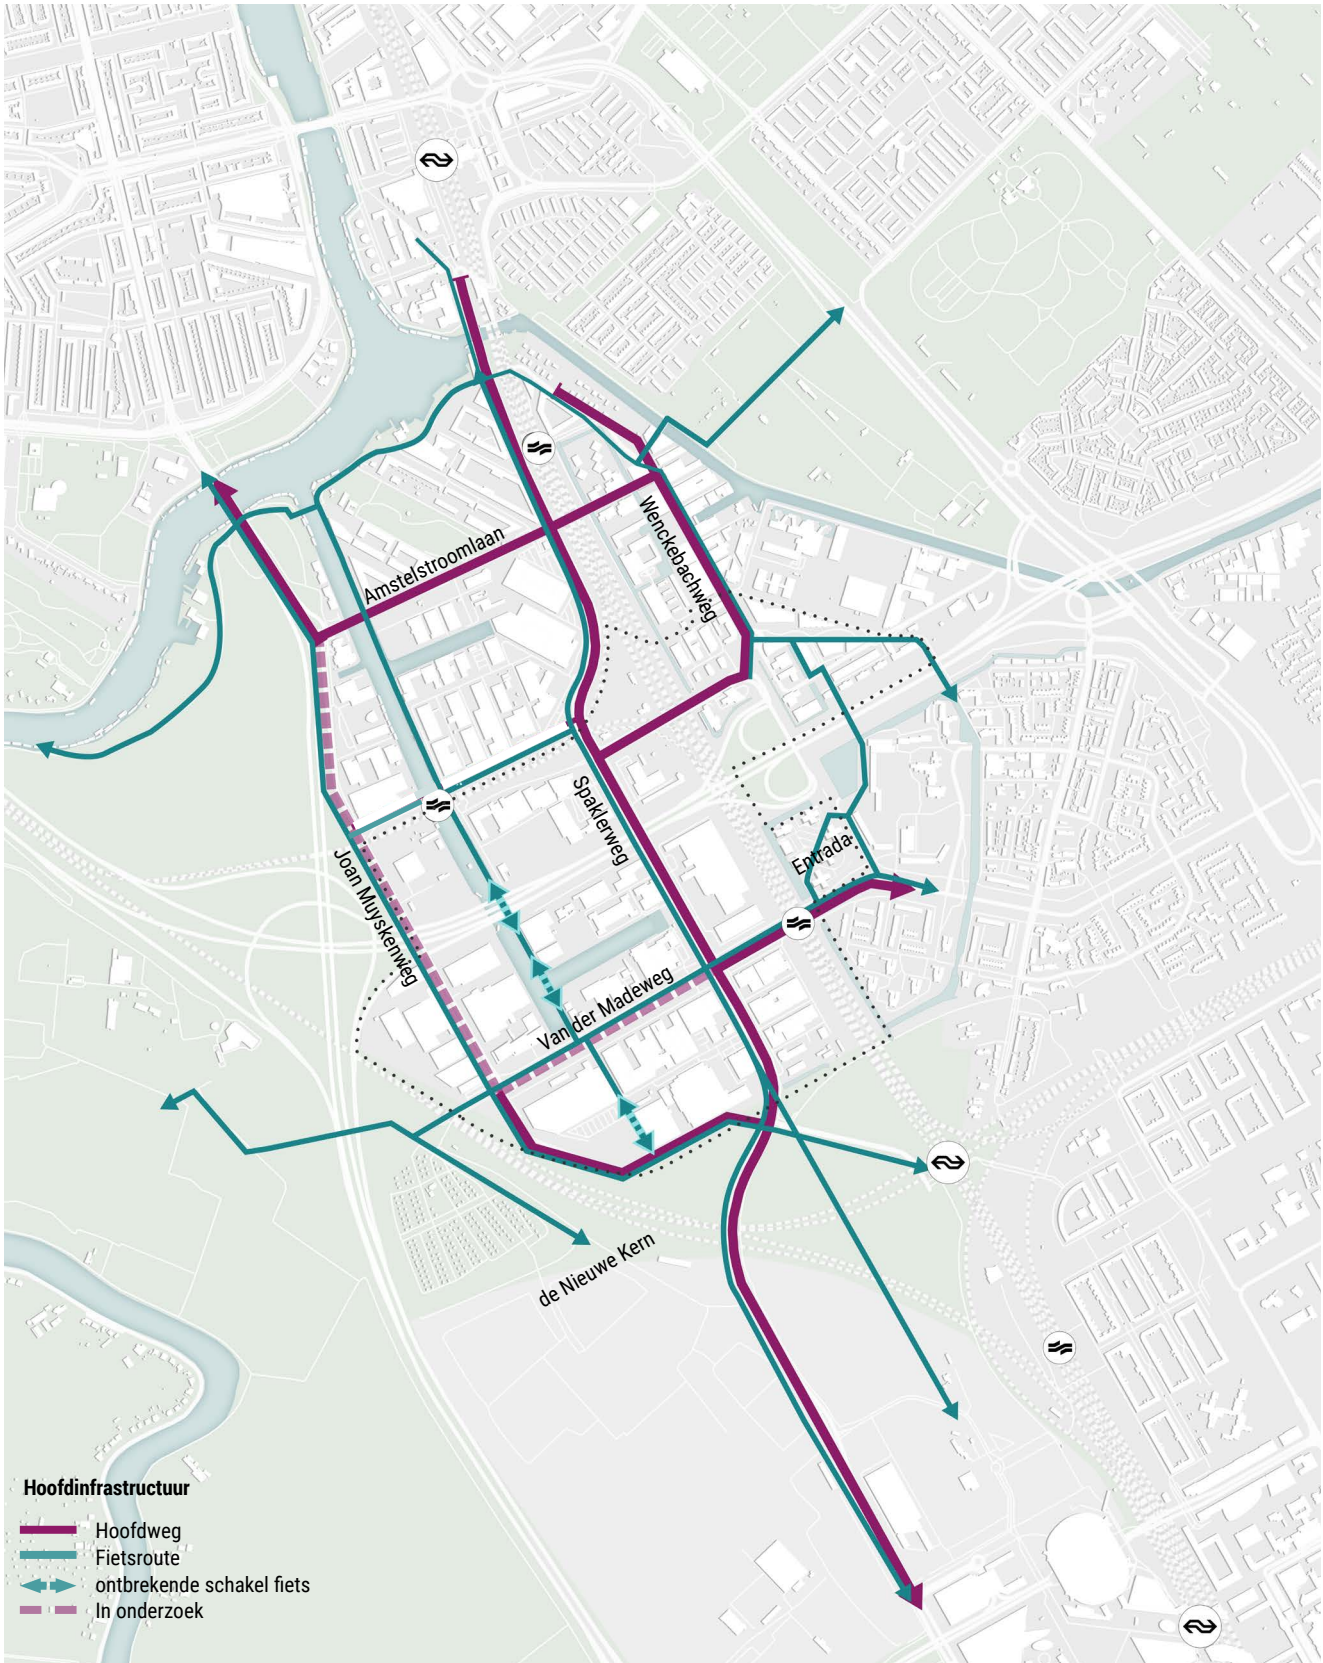 Amstelstroomlaan
Wenckebachweg
Spaklerweg
Entrada
Joan Muyskenweg
Van der Madeweg
de Nieuwe Kern
Hoofdinfrastructuur
Hoofdweg
Fietsroute
ontbrekende schakel fiets
In onderzoek